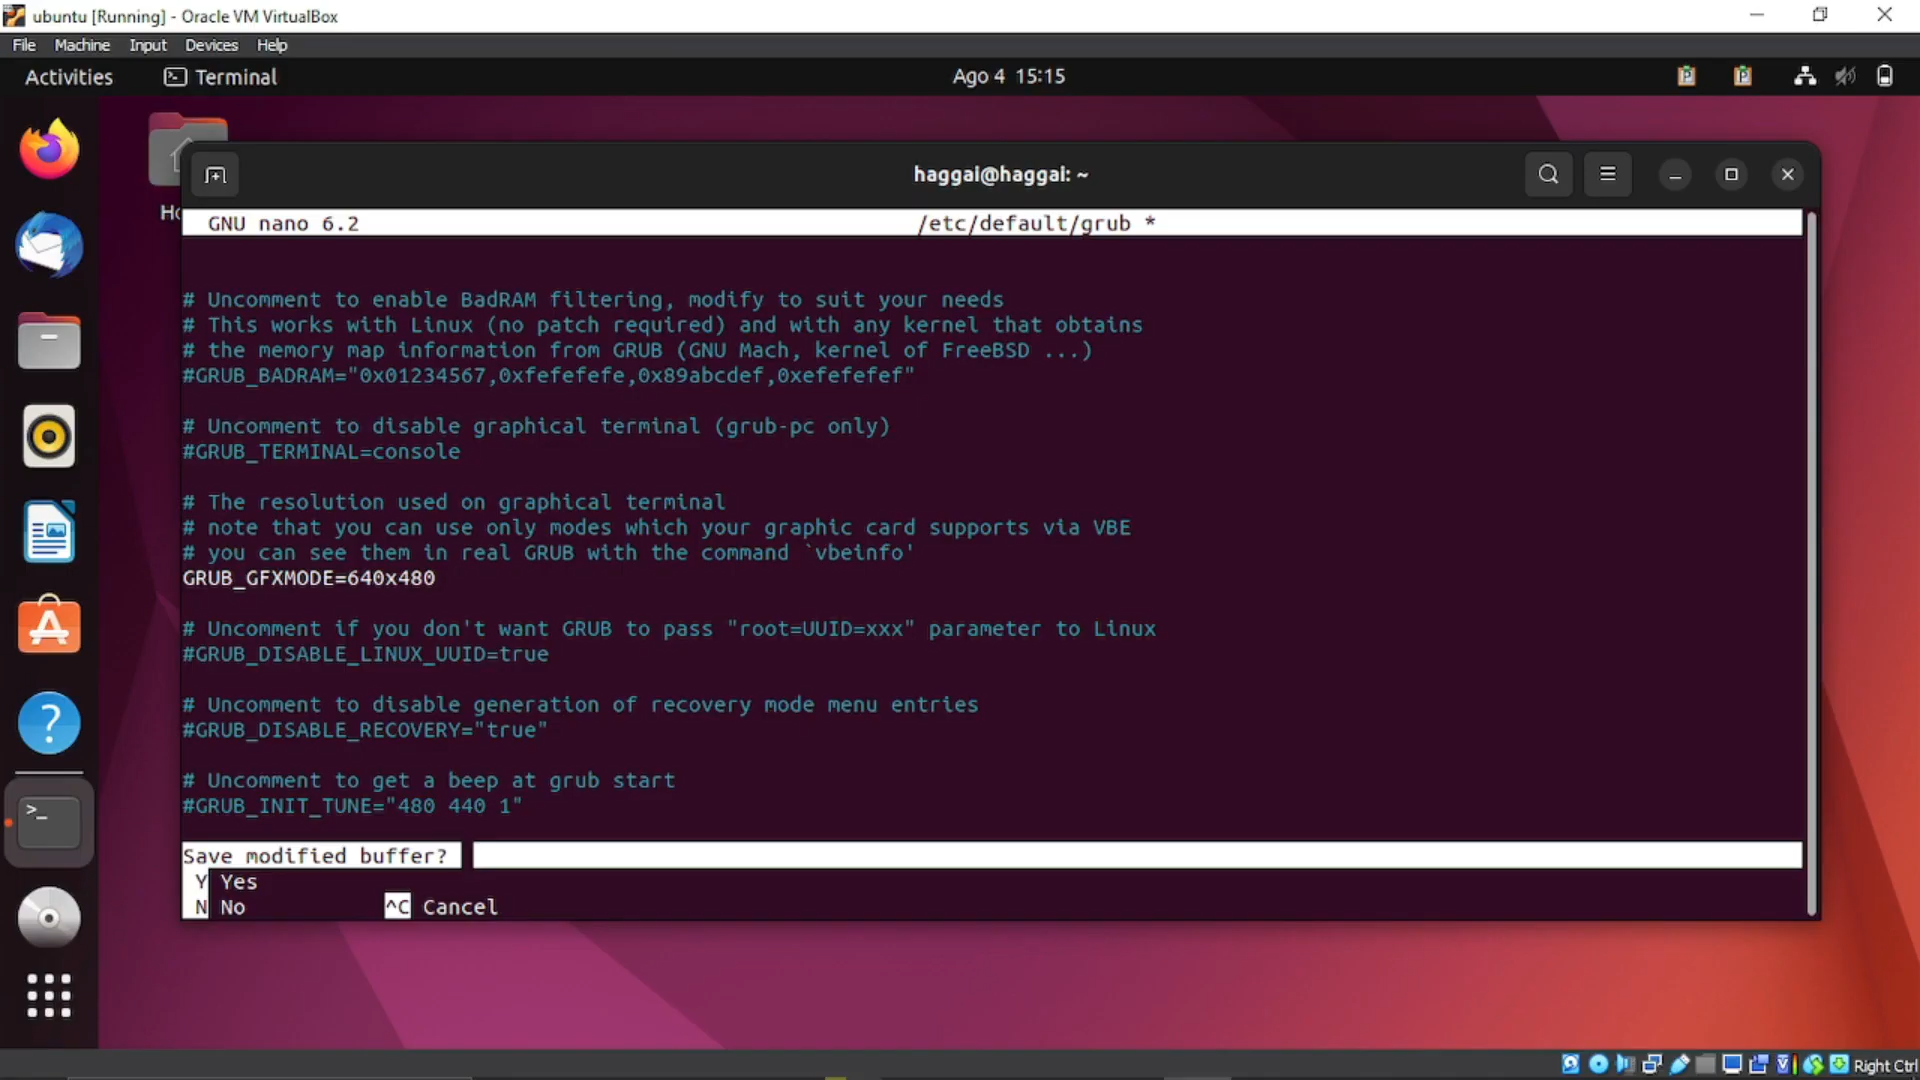 ubuntu [Running] - Oracle VM VirtualBox
File Machine Input Devices Help
Activities Terminal Ago 4 15:15
haggai@haggai: ~
Ho
GNU nano 6.2 /etc/default/grub *
# Uncomment to enable BadRAM filtering, modify to suit your needs
# This works with Linux (no patch required) and with any kernel that obtains
# the memory map information from GRUB (GNU Mach, kernel of FreeBSD ...)
#GRUB_BADRAM="0x01234567,0xfefefefe,0x89abcdef,0xefefefef"
# Uncomment to disable graphical terminal (grub-pc only)
#GRUB_TERMINAL=console
# The resolution used on graphical terminal
# note that you can use only modes which your graphic card supports via VBE
# you can see them in real GRUB with the command `vbeinfo'
GRUB_GFXMODE=640x480
# Uncomment if you don't want GRUB to pass "root=UUID=xxx" parameter to Linux
#GRUB_DISABLE_LINUX_UUID=true
# Uncomment to disable generation of recovery mode menu entries
#GRUB_DISABLE_RECOVERY="true"
# Uncomment to get a beep at grub start
#GRUB_INIT_TUNE="480 440 1"
Save modified buffer?
Y Yes
N No ^C Cancel
Right Ctrl